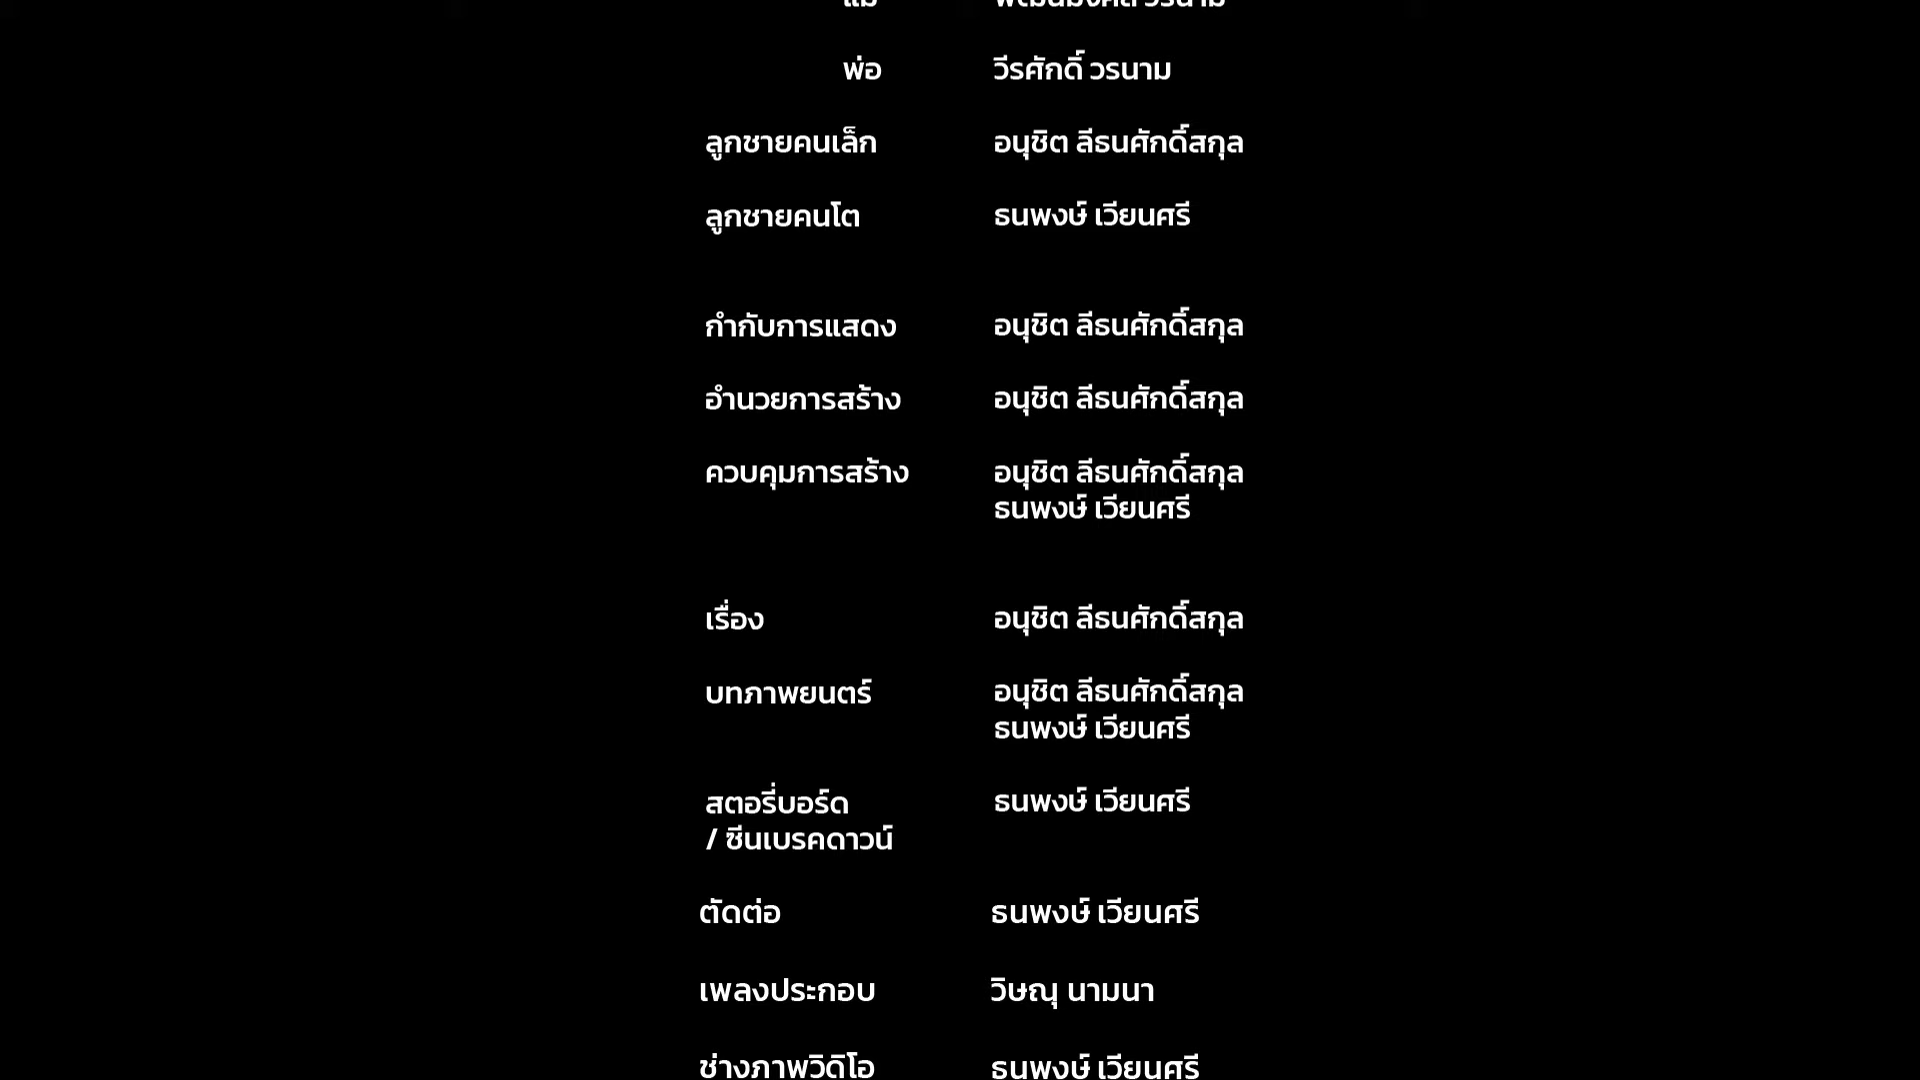 แม่
พ่อ วีรศักดิ์ วรนาม
ลูกชายคนเล็ก อนุชิต ลีธนศักดิ์สกุล
ลูกชายคนโต ธนพงษ์ เวียนศรี
กำกับการแสดง อนุชิต ลีธนศักดิ์สกุล
อำนวยการสร้าง อนุชิต ลีธนศักดิ์สกุล
ควบคุมการสร้าง อนุชิต ลีธนศักดิ์สกุล
ธนพงษ์ เวียนศรี
เรื่อง อนุชิต ลีธนศักดิ์สกุล
บทภาพยนตร์ อนุชิต ลีธนศักดิ์สกุล
ธนพงษ์ เวียนศรี
สตอรี่บอร์ด ธนพงษ์ เวียนศรี
/ ซีนเบรคดาวน์
ตัดต่อ ธนพงษ์ เวียนศรี
เพลงประกอบ วิษณุ นามนา
ช่างภาพวิดิโอ ธนพงษ์ เวียนศรี